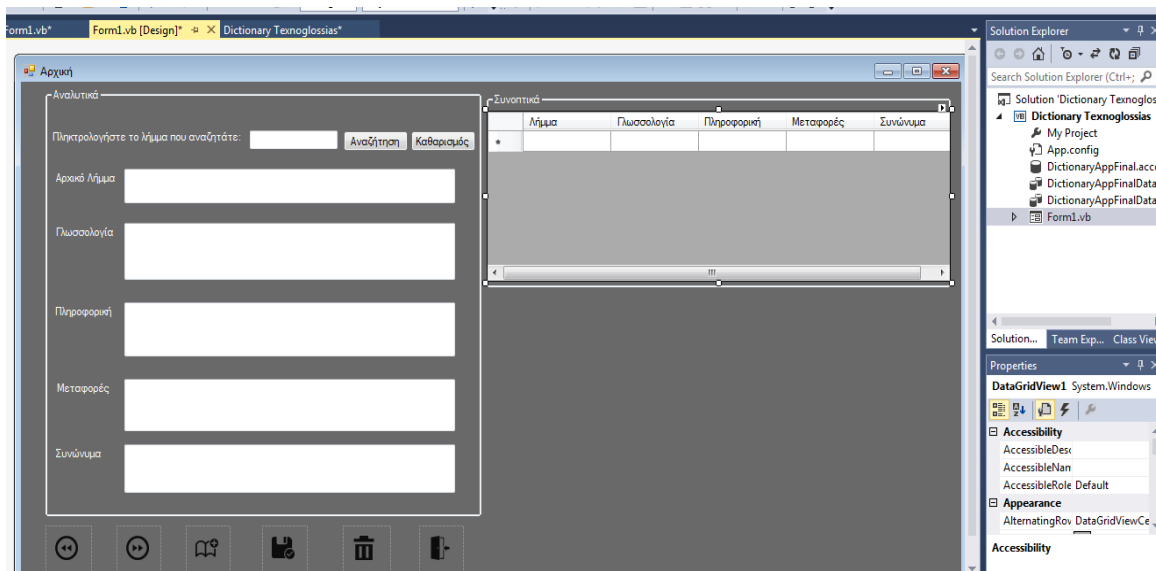 Form1.vb*
Form1.vb [Design]*
Dictionary Texnoglossias*
Αρχική
Αναλυτικά
Πληκτρολογήστε το λήμμα που αναζητάτε:
Αναζήτηση
Καθαρισμός
Αρχικό Λήμμα
Γλωσσολογία
Πληροφορική
Μεταφορές
Συνώνυμα
Συνοπτικά
Λήμμα Γλωσσολογία Πληροφορική Μεταφορές Συνώνυμα
Solution Explorer
Search Solution Explorer (Ctrl+;
Solution 'Dictionary Texnoglos
Dictionary Texnoglossias
My Project
App.config
DictionaryAppFinal.acc
DictionaryAppFinalData
DictionaryAppFinalData
Form1.vb
Solution... Team Exp... Class View
Properties
DataGridView1 System.Windows
Accessibility
AccessibleDesc
AccessibleNam
AccessibleRole Default
Appearance
AlternatingRov DataGridViewCe
Accessibility